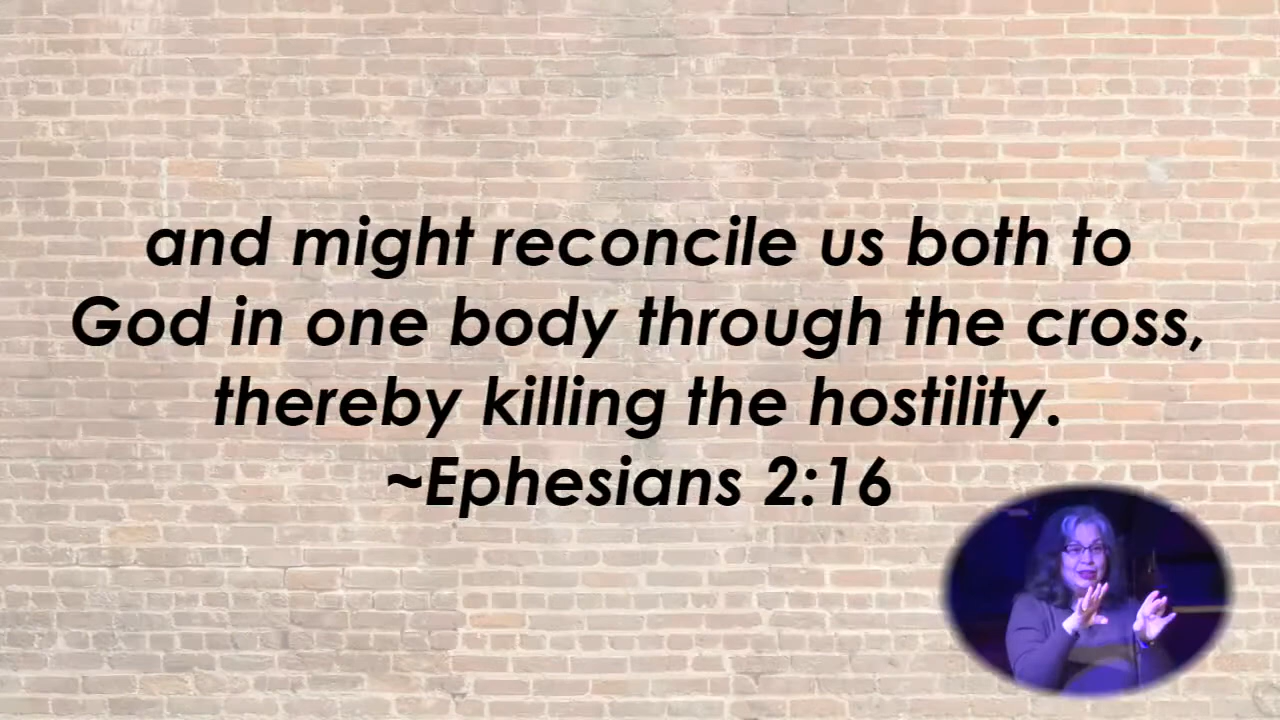 and might reconcile us both to
God in one body through the cross,
thereby killing the hostility.
~Ephesians 2:16